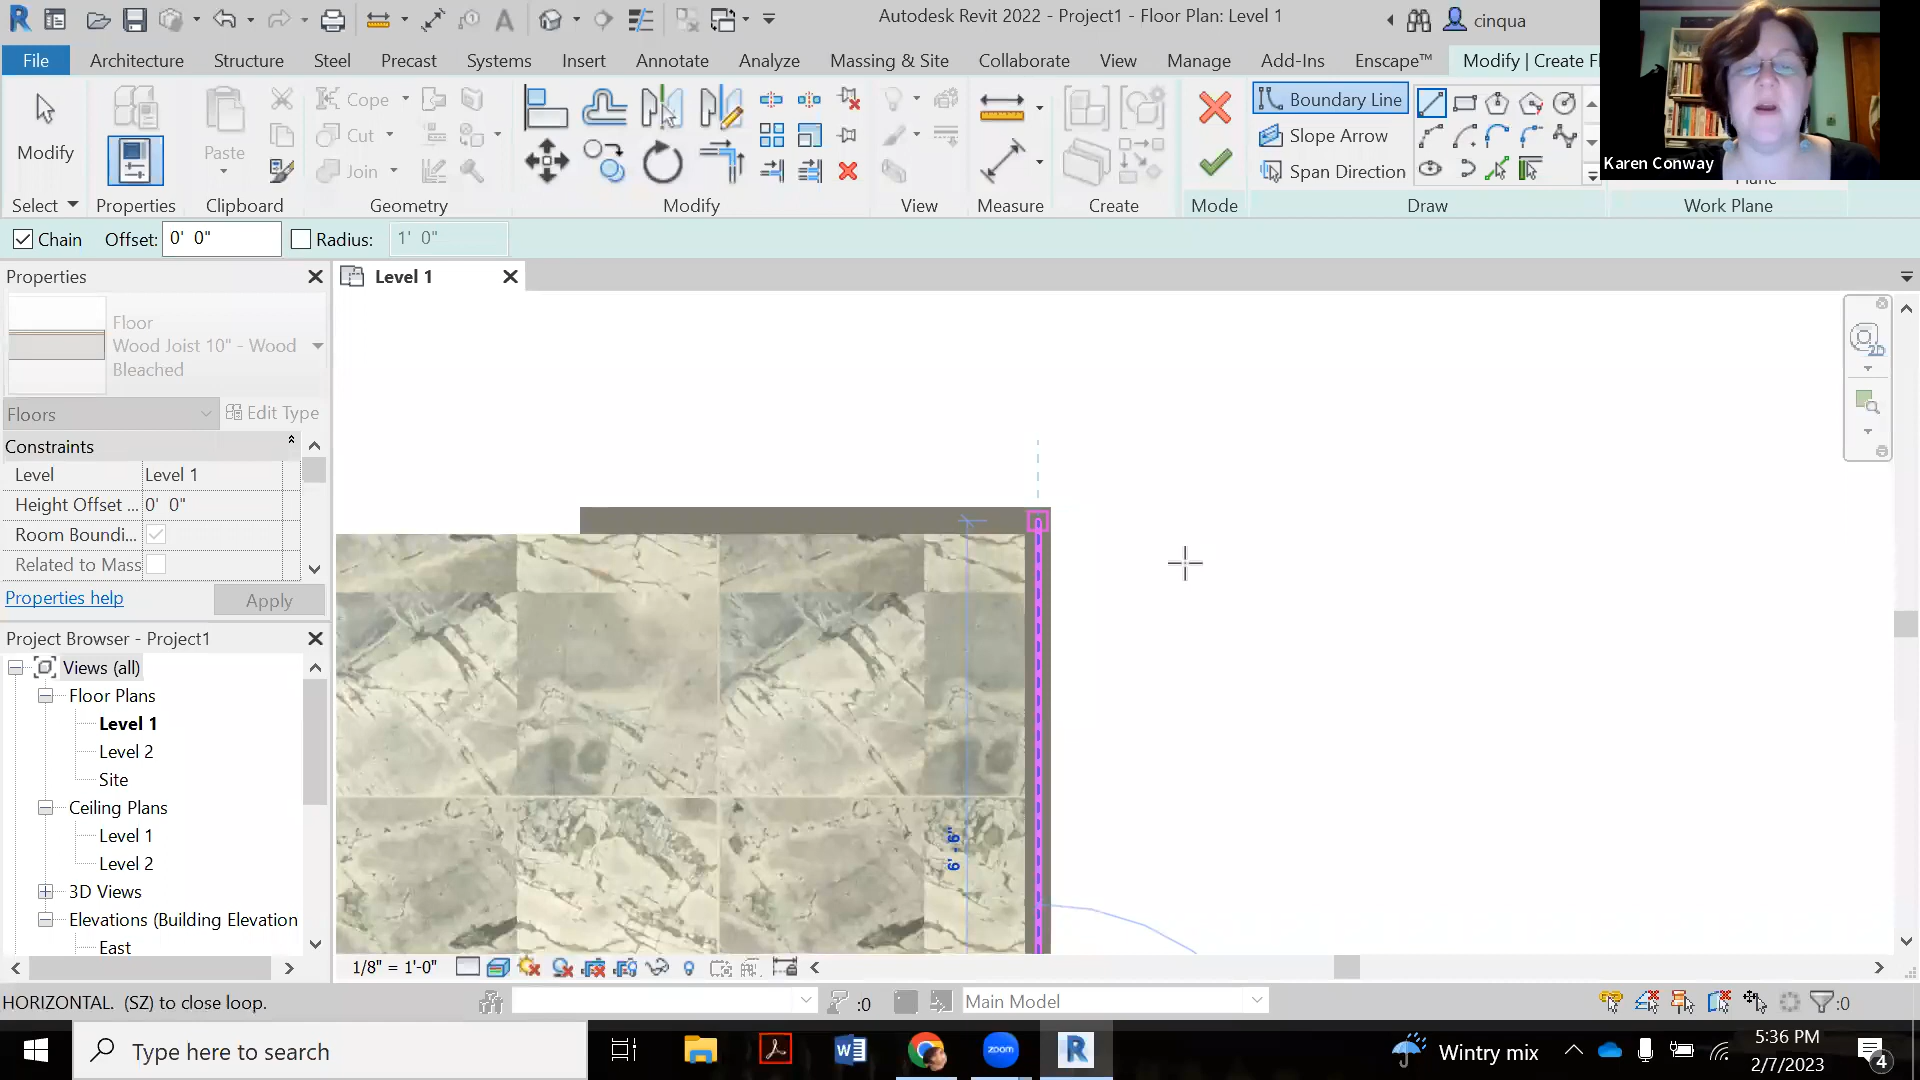 Autodesk Revit 2022 - Project1 - Floor Plan: Level 1
cinqua
File
Architecture
Structure
Steel
Precast
Systems
Insert
Annotate
Analyze
Massing & Site
Collaborate
View
Manage
Add-Ins
Enscape™
Modify | Create Fl
Modify
Paste
Cope
Cut
Join
Boundary Line
Slope Arrow
Span Direction
Karen Conway
Select
Properties
Clipboard
Geometry
Modify
View
Measure
Create
Mode
Draw
Work Plane
Chain
Offset: 0' 0"
Radius: 1' 0"
Properties
Level 1
Floor
Wood Joist 10" - Wood
Bleached
Floors
Edit Type
Constraints
Level
Level 1
Height Offset ...
0' 0"
Room Boundi...
Related to Mass
Properties help
Apply
Project Browser - Project1
Views (all)
Floor Plans
Level 1
Level 2
Site
Ceiling Plans
Level 1
Level 2
3D Views
Elevations (Building Elevation
East
6' - 6"
1/8" = 1'-0"
HORIZONTAL. (SZ) to close loop.
:0
Main Model
:0
Type here to search
zoom
Wintry mix
5:36 PM
2/7/2023
4